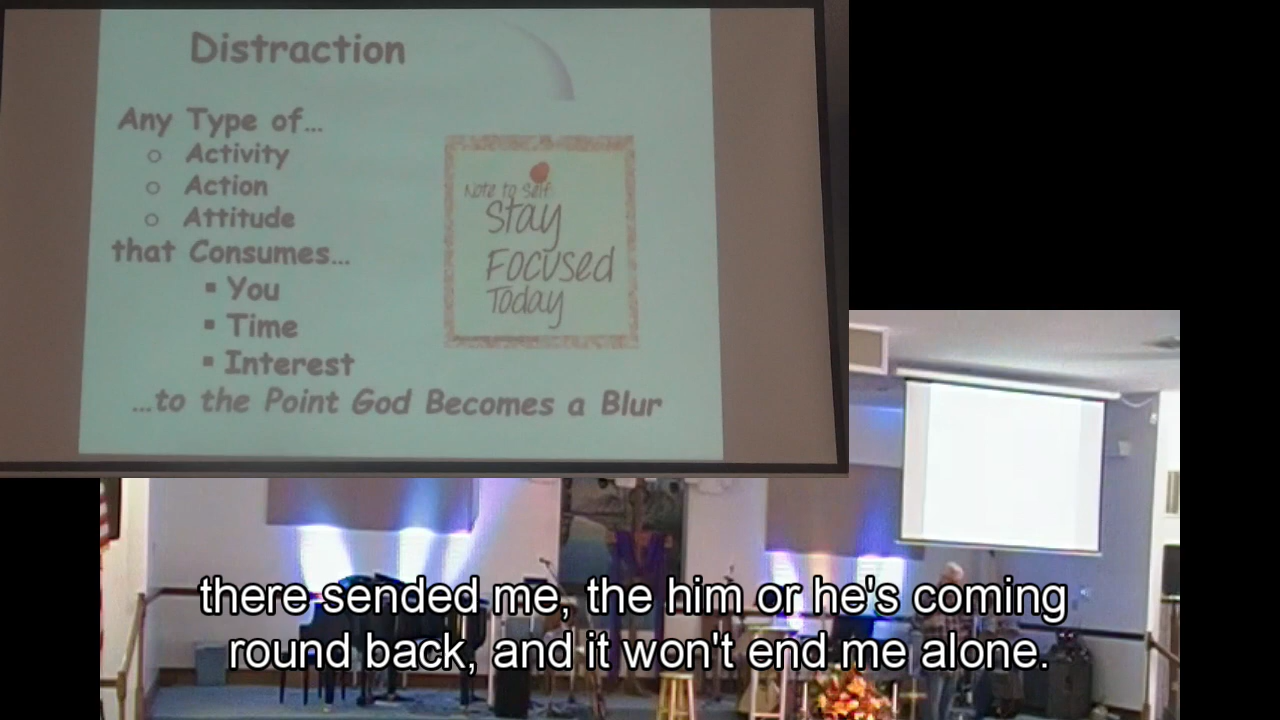 Distraction
Any Type of...
Activity
Action
Attitude
that Consumes...
You
Time
Interest
...to the Point God Becomes a Blur
Note to Self:
Stay
Focused
Today
there sended me, the him or he's coming
round back, and it won't end me alone.